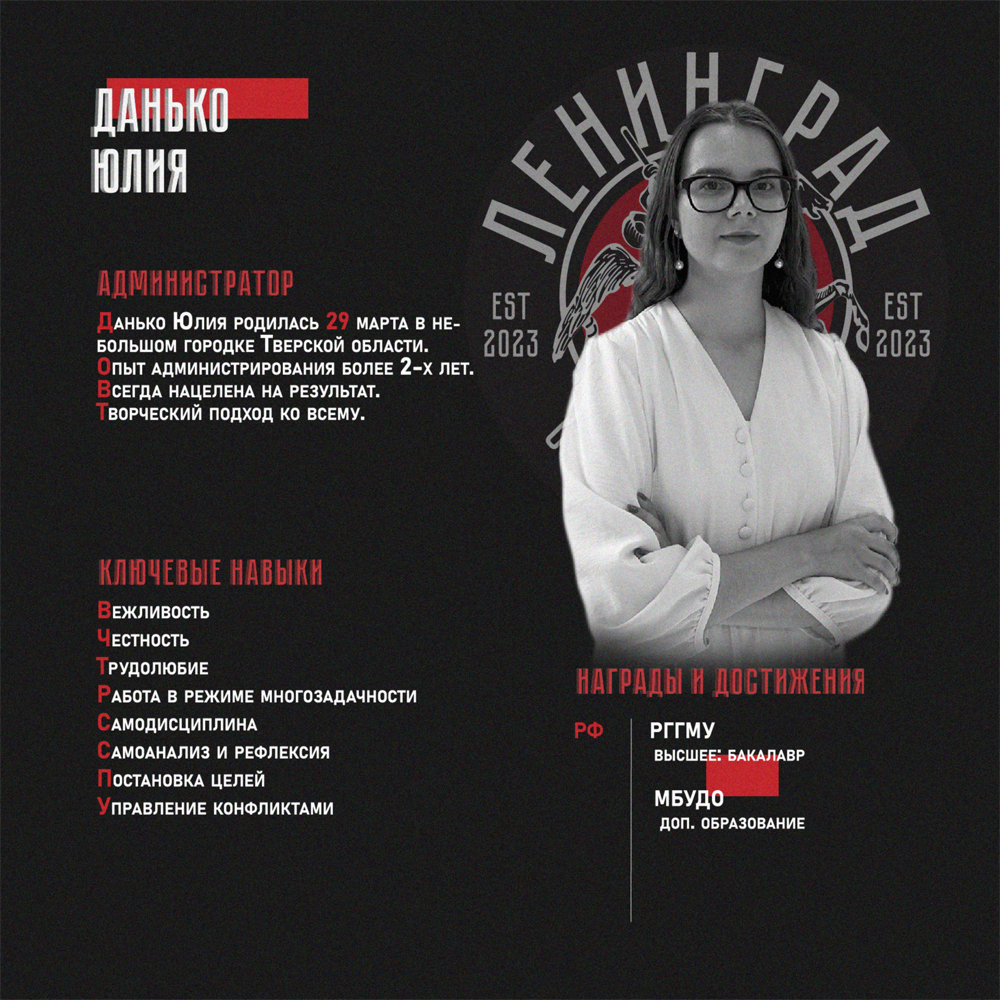 ДАНЬКО
ЮЛИЯ
ЛЕНИНГРАД
EST
2023
EST
2023
АДМИНИСТРАТОР
Данько Юлия родилась 29 марта в не-
большом городке Тверской области.
Опыт администрирования более 2-х лет.
Всегда нацелена на результат.
Творческий подход ко всему.
КЛЮЧЕВЫЕ НАВЫКИ
Вежливость
Честность
Трудолюбие
Работа в режиме многозадачности
Самодисциплина
Самоанализ и рефлексия
Постановка целей
Управление конфликтами
НАГРАДЫ И ДОСТИЖЕНИЯ
РФ
РГГМУ
высшее: бакалавр
МБУДО
доп. образование